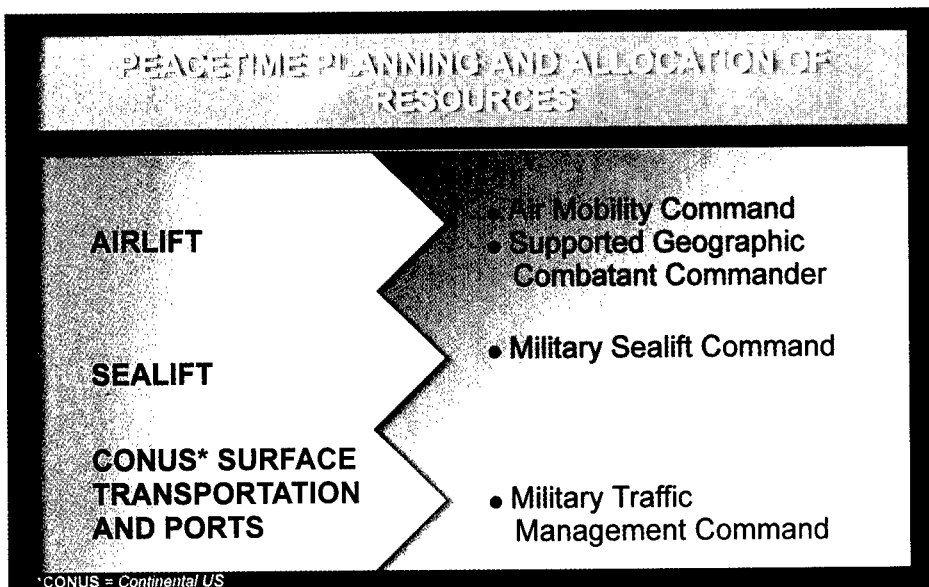 PEACETIME PLANNING AND ALLOCATION OF
RESOURCES
AIRLIFT
• Air Mobility Command
• Supported Geographic
Combatant Commander
SEALIFT
• Military Sealift Command
CONUS* SURFACE
TRANSPORTATION
AND PORTS
• Military Traffic
Management Command
*CONUS = Continental US